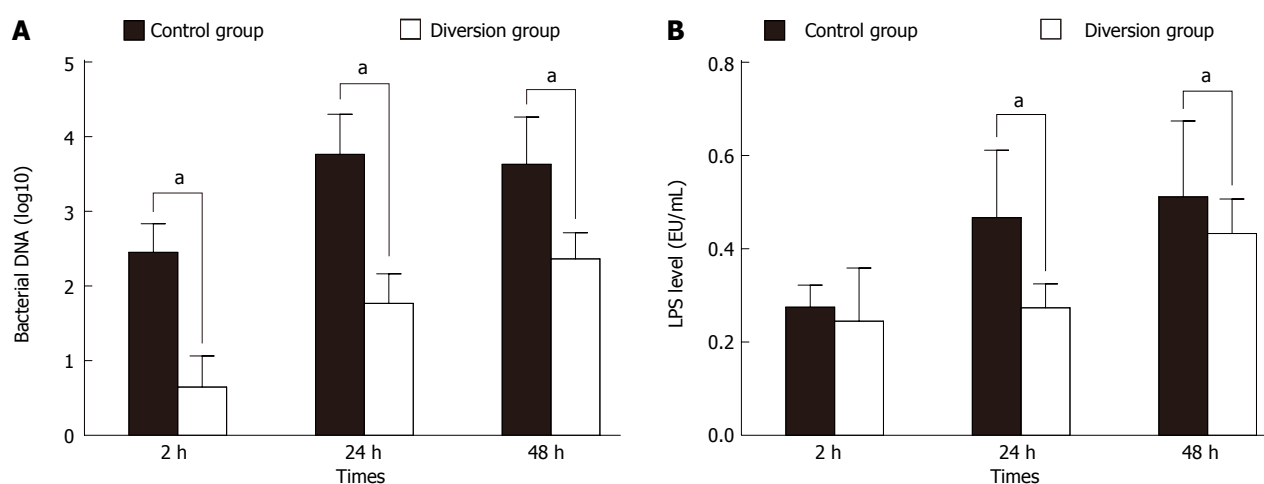 A
Control group
Diversion group
5
4
3
2
1
0
Bacterial DNA (log10)
a
a
a
2 h
24 h
48 h
Times
B
Control group
Diversion group
0.8
0.6
0.4
0.2
0.0
LPS level (EU/mL)
a
a
2 h
24 h
48 h
Times